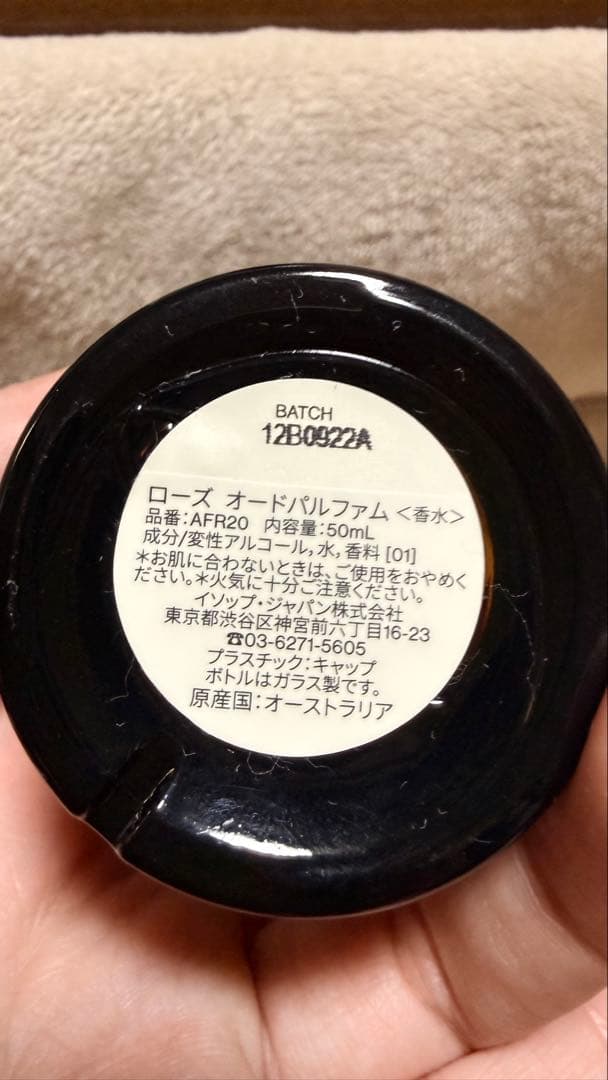 BATCH
12B0922A
ローズ オードパルファム <香水>
品番:AFR20 内容量:50mL
成分/変性アルコール,水,香料 [01]
*お肌に合わないときは、ご使用をおやめく
ださい。*火気に十分ご注意ください。
イソップ・ジャパン株式会社
東京都渋谷区神宮前六丁目16-23
☎03-6271-5605
プラスチック:キャップ
ボトルはガラス製です。
原産国:オーストラリア